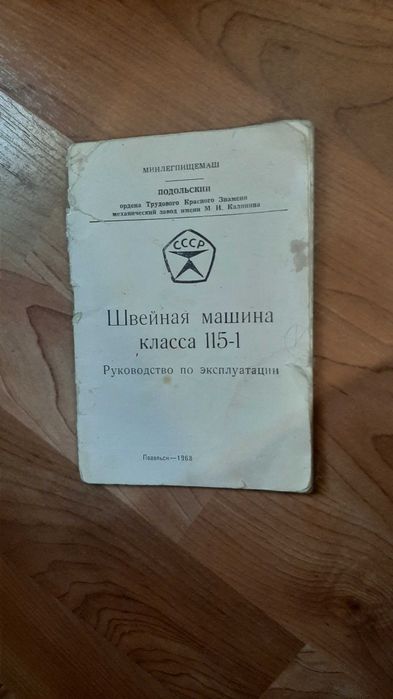 МИНЛЕГПИЩЕМАШ
ПОДОЛЬСКИЙ
ордена Трудового Красного Знамени
механический завод имени М. И. Калинина
СССР
Швейная машина
класса 115-1
Руководство по эксплуатации
Подольск—1968